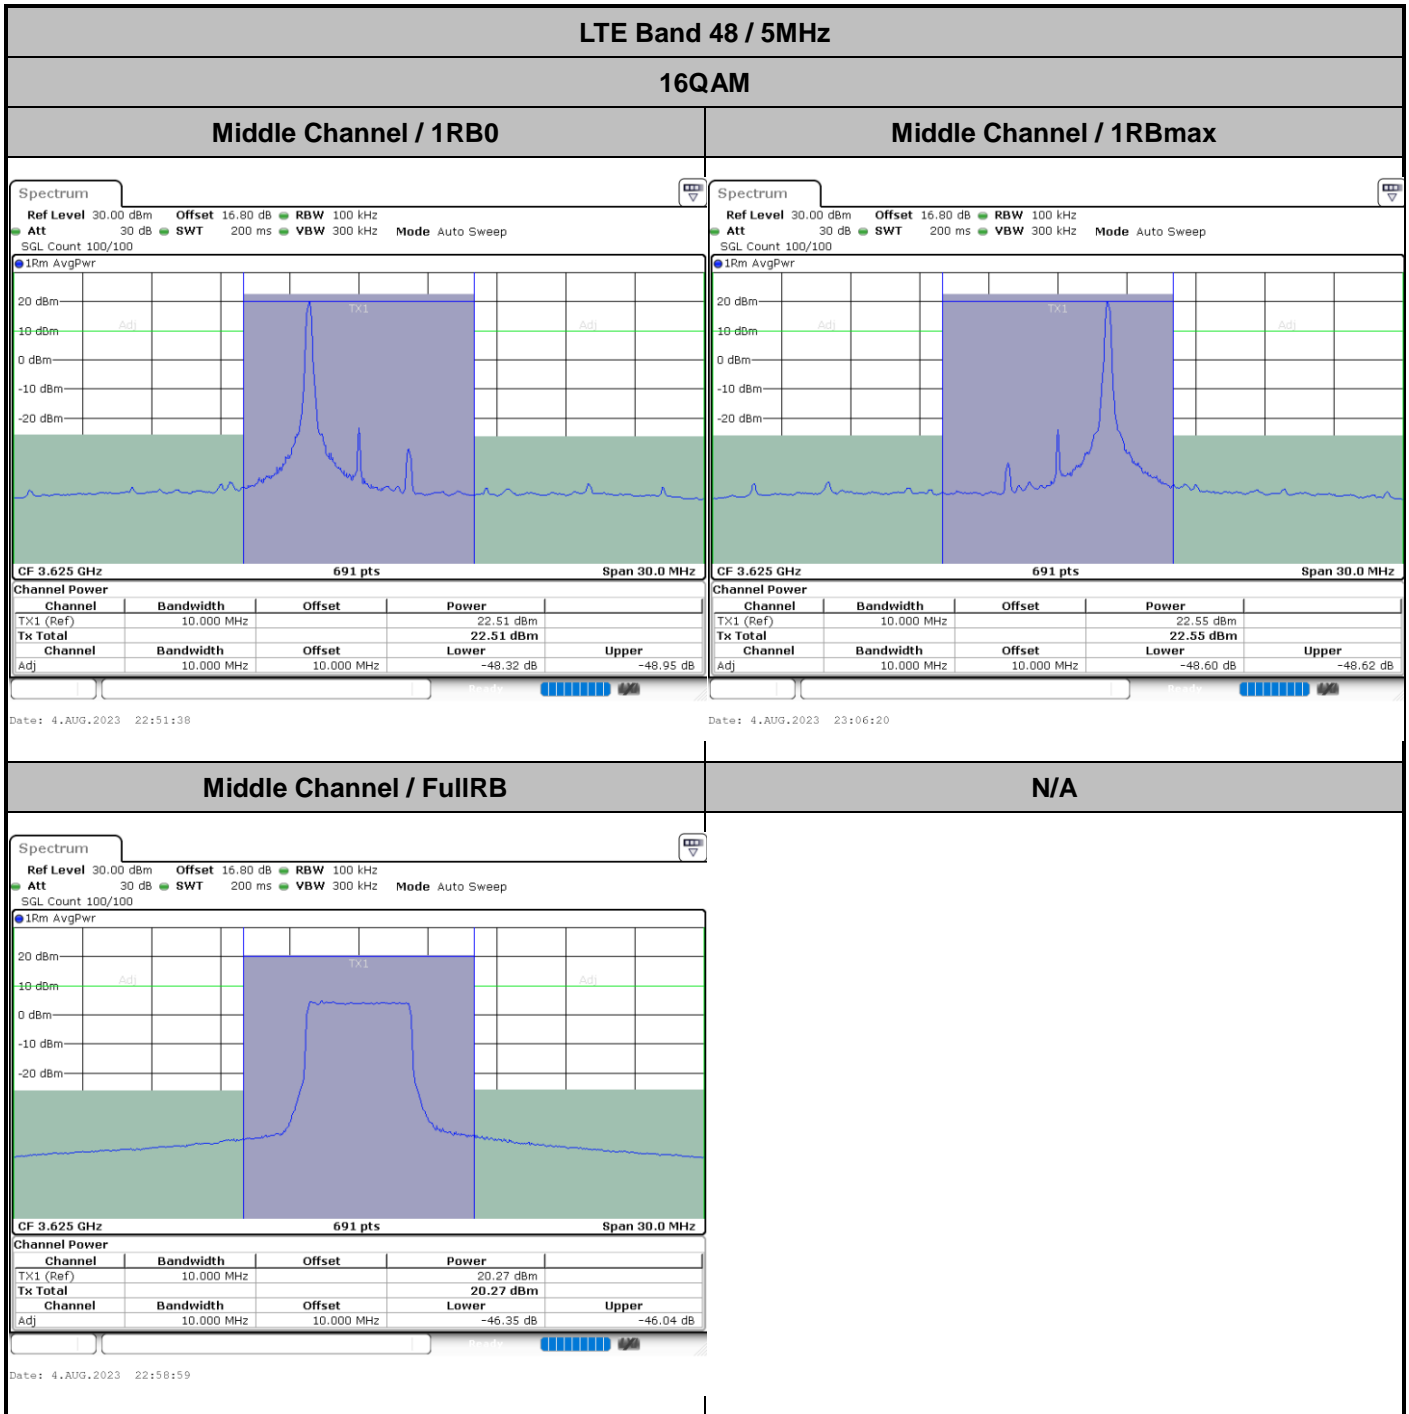 LTE Band 48 / 5MHz
16QAM
Middle Channel / 1RB0
Middle Channel / 1RBmax
Spectrum
Ref Level 30.00 dBm Offset 16.80 dB RBW 100 kHz
Att 30 dB SWT 200 ms VBW 300 kHz Mode Auto Sweep
SGL Count 100/100
1Rm AvgPwr
TX1
20 dBm
Adj
Adj
10 dBm
0 dBm
-10 dBm
-20 dBm
CF 3.625 GHz 691 pts Span 30.0 MHz
Channel Power
Channel Bandwidth Offset Power
TX1 (Ref) 10.000 MHz 22.51 dBm
Tx Total 22.51 dBm
Channel Bandwidth Offset Lower Upper
Adj 10.000 MHz 10.000 MHz -48.32 dB -48.95 dB
Ready
Date: 4.AUG.2023 22:51:38
Spectrum
Ref Level 30.00 dBm Offset 16.80 dB RBW 100 kHz
Att 30 dB SWT 200 ms VBW 300 kHz Mode Auto Sweep
SGL Count 100/100
1Rm AvgPwr
TX1
20 dBm
Adj
Adj
10 dBm
0 dBm
-10 dBm
-20 dBm
CF 3.625 GHz 691 pts Span 30.0 MHz
Channel Power
Channel Bandwidth Offset Power
TX1 (Ref) 10.000 MHz 22.55 dBm
Tx Total 22.55 dBm
Channel Bandwidth Offset Lower Upper
Adj 10.000 MHz 10.000 MHz -48.60 dB -48.62 dB
Ready
Date: 4.AUG.2023 23:06:20
Middle Channel / FullRB
N/A
Spectrum
Ref Level 30.00 dBm Offset 16.80 dB RBW 100 kHz
Att 30 dB SWT 200 ms VBW 300 kHz Mode Auto Sweep
SGL Count 100/100
1Rm AvgPwr
20 dBm
TX1
Adj
Adj
10 dBm
0 dBm
-10 dBm
-20 dBm
CF 3.625 GHz 691 pts Span 30.0 MHz
Channel Power
Channel Bandwidth Offset Power
TX1 (Ref) 10.000 MHz 20.27 dBm
Tx Total 20.27 dBm
Channel Bandwidth Offset Lower Upper
Adj 10.000 MHz 10.000 MHz -46.35 dB -46.04 dB
Ready
Date: 4.AUG.2023 22:58:59